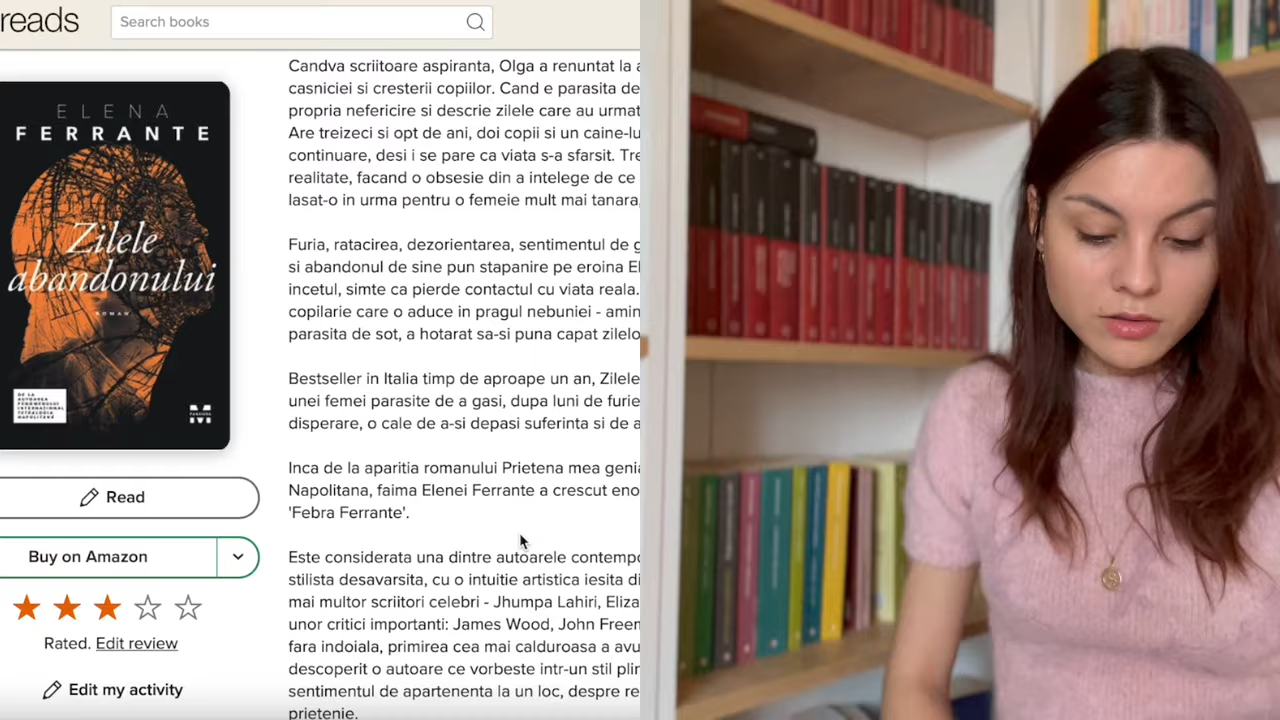 reads
Search books
ELENA
FERRANTE
Zilele
abandonului
ROMAN
DE LA
AUTOAREA
FENOMENULUI
INTERNAȚIONAL
TETRALOGIA
NAPOLITANĂ
PANDORA
M
Read
Buy on Amazon
Rated. Edit review
Edit my activity
Candva scriitoare aspiranta, Olga a renuntat la a
casniciei si cresterii copiilor. Cand e parasita de
propria nefericire si descrie zilele care au urmat
Are treizeci si opt de ani, doi copii si un caine-lu
continuare, desi i se pare ca viata s-a sfarsit. Tre
realitate, facand o obsesie din a intelege de ce
lasat-o in urma pentru o femeie mult mai tanara,
Furia, ratacirea, dezorientarea, sentimentul de g
si abandonul de sine pun stapanire pe eroina El
incetul, simte ca pierde contactul cu viata reala.
copilarie care o aduce in pragul nebuniei - amin
parasita de sot, a hotarat sa-si puna capat zilelo
Bestseller in Italia timp de aproape un an, Zilele
unei femei parasite de a gasi, dupa luni de furie
disperare, o cale de a-si depasi suferinta si de a
Inca de la aparitia romanului Prietena mea genia
Napolitana, faima Elenei Ferrante a crescut eno
'Febra Ferrante'.
Este considerata una dintre autoarele contempo
stilista desavarsita, cu o intuitie artistica iesita di
mai multor scriitori celebri - Jhumpa Lahiri, Eliza
unor critici importanti: James Wood, John Freem
fara indoiala, primirea cea mai calduroasa a avu
descoperit o autoare ce vorbeste intr-un stil plin
sentimentul de apartenenta la un loc, despre re
prietenie.